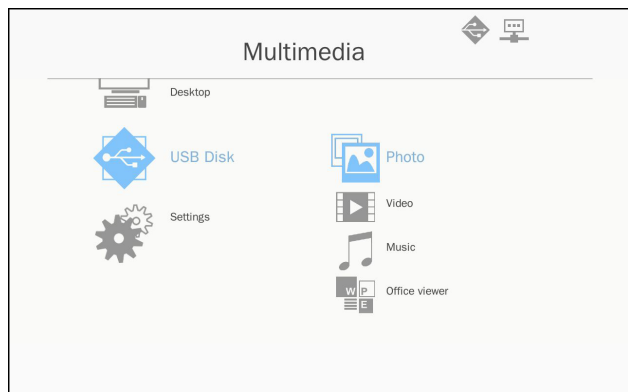 Multimedia
Desktop
USB Disk
Photo
Video
Settings
Music
Office viewer
W P
E